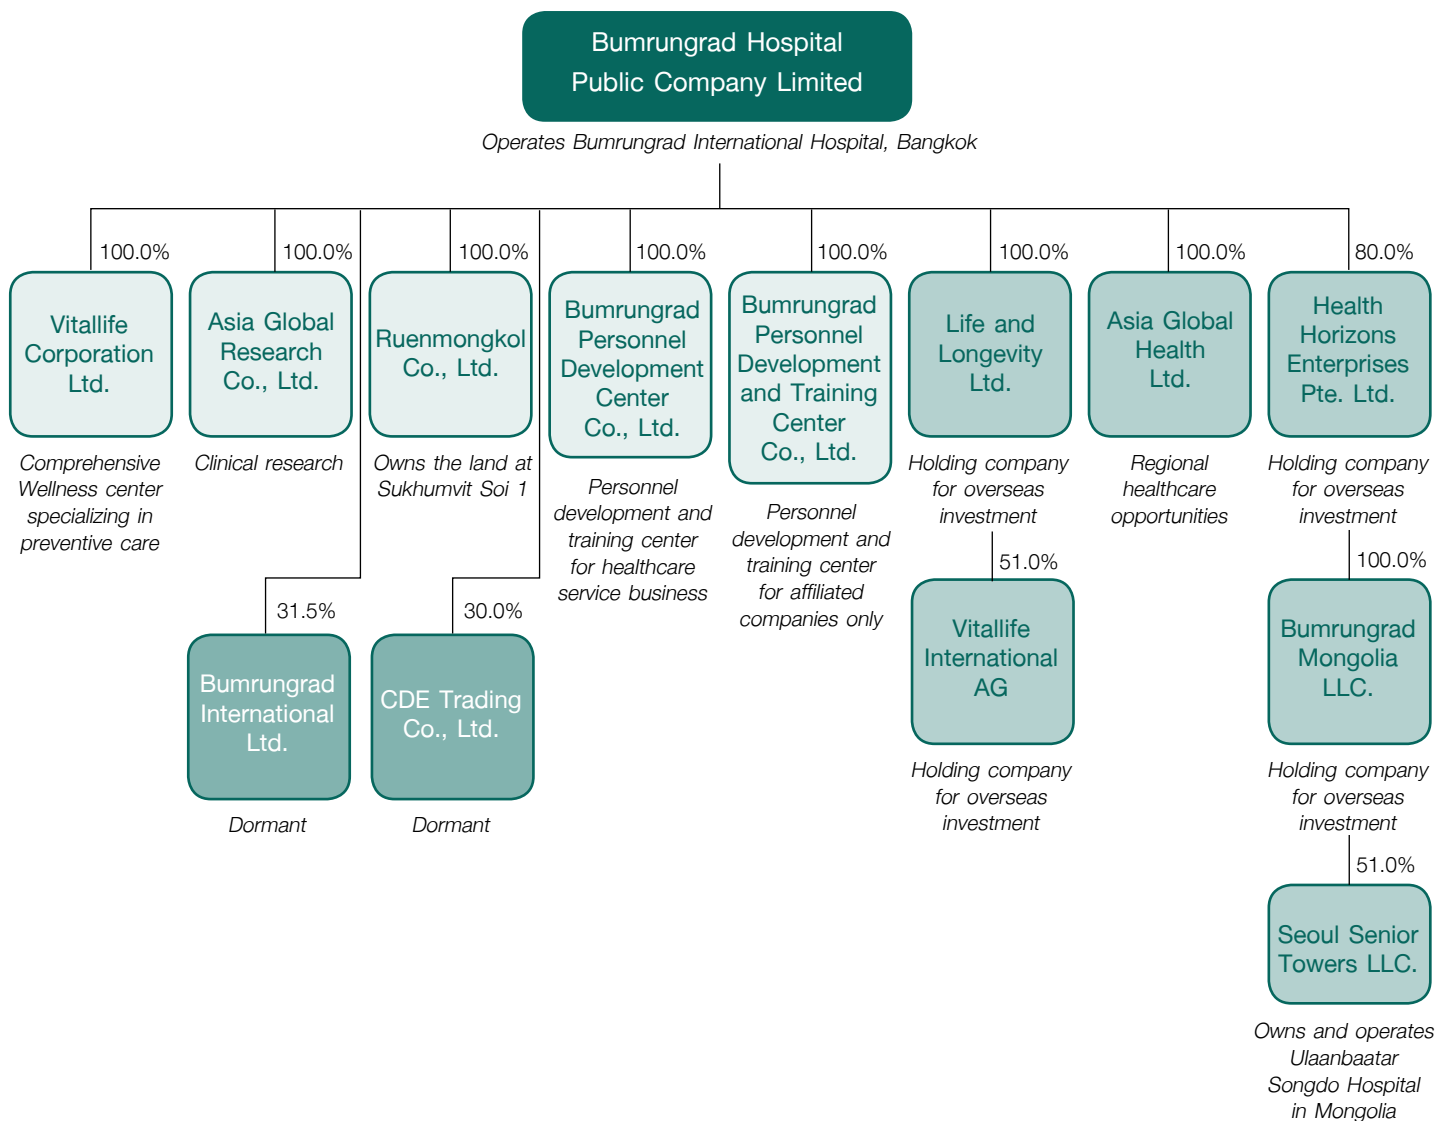 Bumrungrad Hospital
Public Company Limited
Operates Bumrungrad International Hospital, Bangkok
100.0%
Vitallife
Corporation
Ltd.
Comprehensive
Wellness center
specializing in
preventive care
100.0%
Asia Global
Research
Co., Ltd.
Clinical research
100.0%
Ruenmongkol
Co., Ltd.
Owns the land at
Sukhumvit Soi 1
100.0%
Bumrungrad
Personnel
Development
Center
Co., Ltd.
Personnel
development and
training center
for healthcare
service business
100.0%
Bumrungrad
Personnel
Development
and Training
Center
Co., Ltd.
Personnel
development and
training center
for affiliated
companies only
100.0%
Life and
Longevity
Ltd.
Holding company
for overseas
investment
100.0%
Asia Global
Health
Ltd.
Regional
healthcare
opportunities
80.0%
Health
Horizons
Enterprises
Pte. Ltd.
Holding company
for overseas
investment
31.5%
Bumrungrad
International
Ltd.
Dormant
30.0%
CDE Trading
Co., Ltd.
Dormant
51.0%
Vitallife
International
AG
Holding company
for overseas
investment
100.0%
Bumrungrad
Mongolia
LLC.
Holding company
for overseas
investment
51.0%
Seoul Senior
Towers LLC.
Owns and operates
Ulaanbaatar
Songdo Hospital
in Mongolia